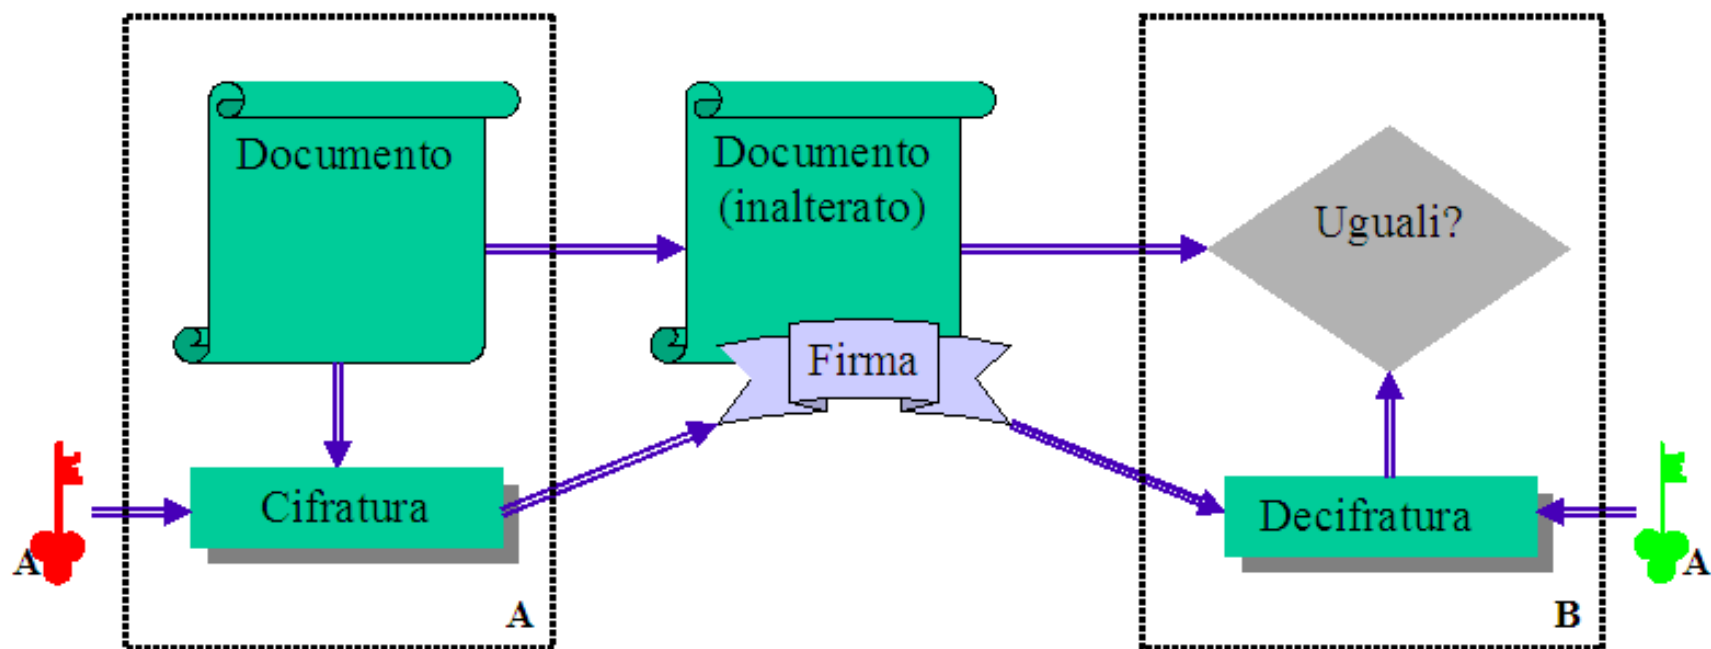 Documento
Documento
(inalterato)
Uguali?
Firma
Cifratura
Decifratura
A
A
A
B